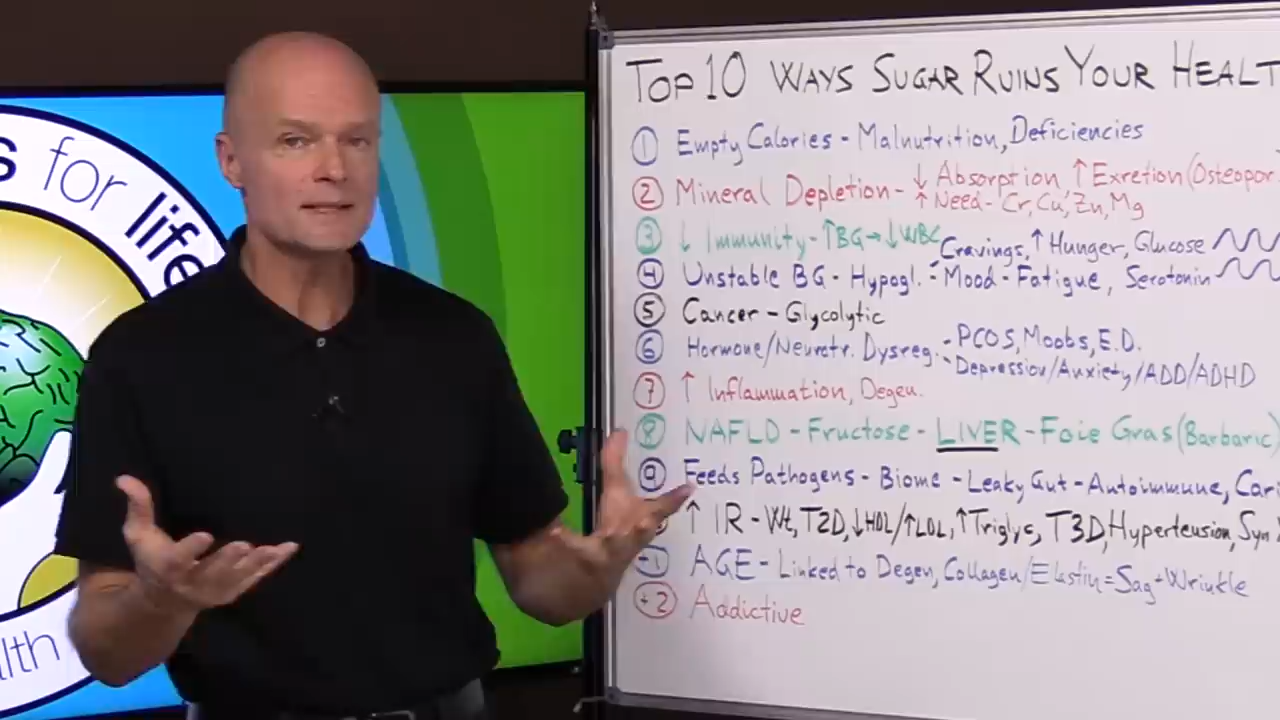 s for life
lth
TOP 10 WAYS SUGAR RUINS YOUR HEALT
① Empty Calories - Malnutrition, Deficiencies
② Mineral Depletion - ↓ Absorption ↑ Exretion (Osteopor.
↑ Need - Cr, Cu, Zn, Mg
③ ↓ Immunity - ↑BG→↓WBC
Cravings, ↑ Hunger, Glucose
④ Unstable BG - Hypogl. - Mood - Fatigue, Serotonin
⑤ Cancer - Glycolytic
⑥ Hormone/Neurotr. Dysreg. - PCOS, Moobs, E.D.
- Depression/Anxiety/ADD/ADHD
⑦ ↑ Inflammation, Degen.
⑧ NAFLD - Fructose - LIVER - Foie Gras (Barbaric)
⑨ Feeds Pathogens - Biome - Leaky Gut - Autoimmune, Cari
↑ IR - Wt, T2D, ↓HDL/↑LDL, ↑Triglyc, T3D, Hypertension, Syn
+1 AGE - Linked to Degen, Collagen/Elastin = Sag + Wrinkle
+2 Addictive